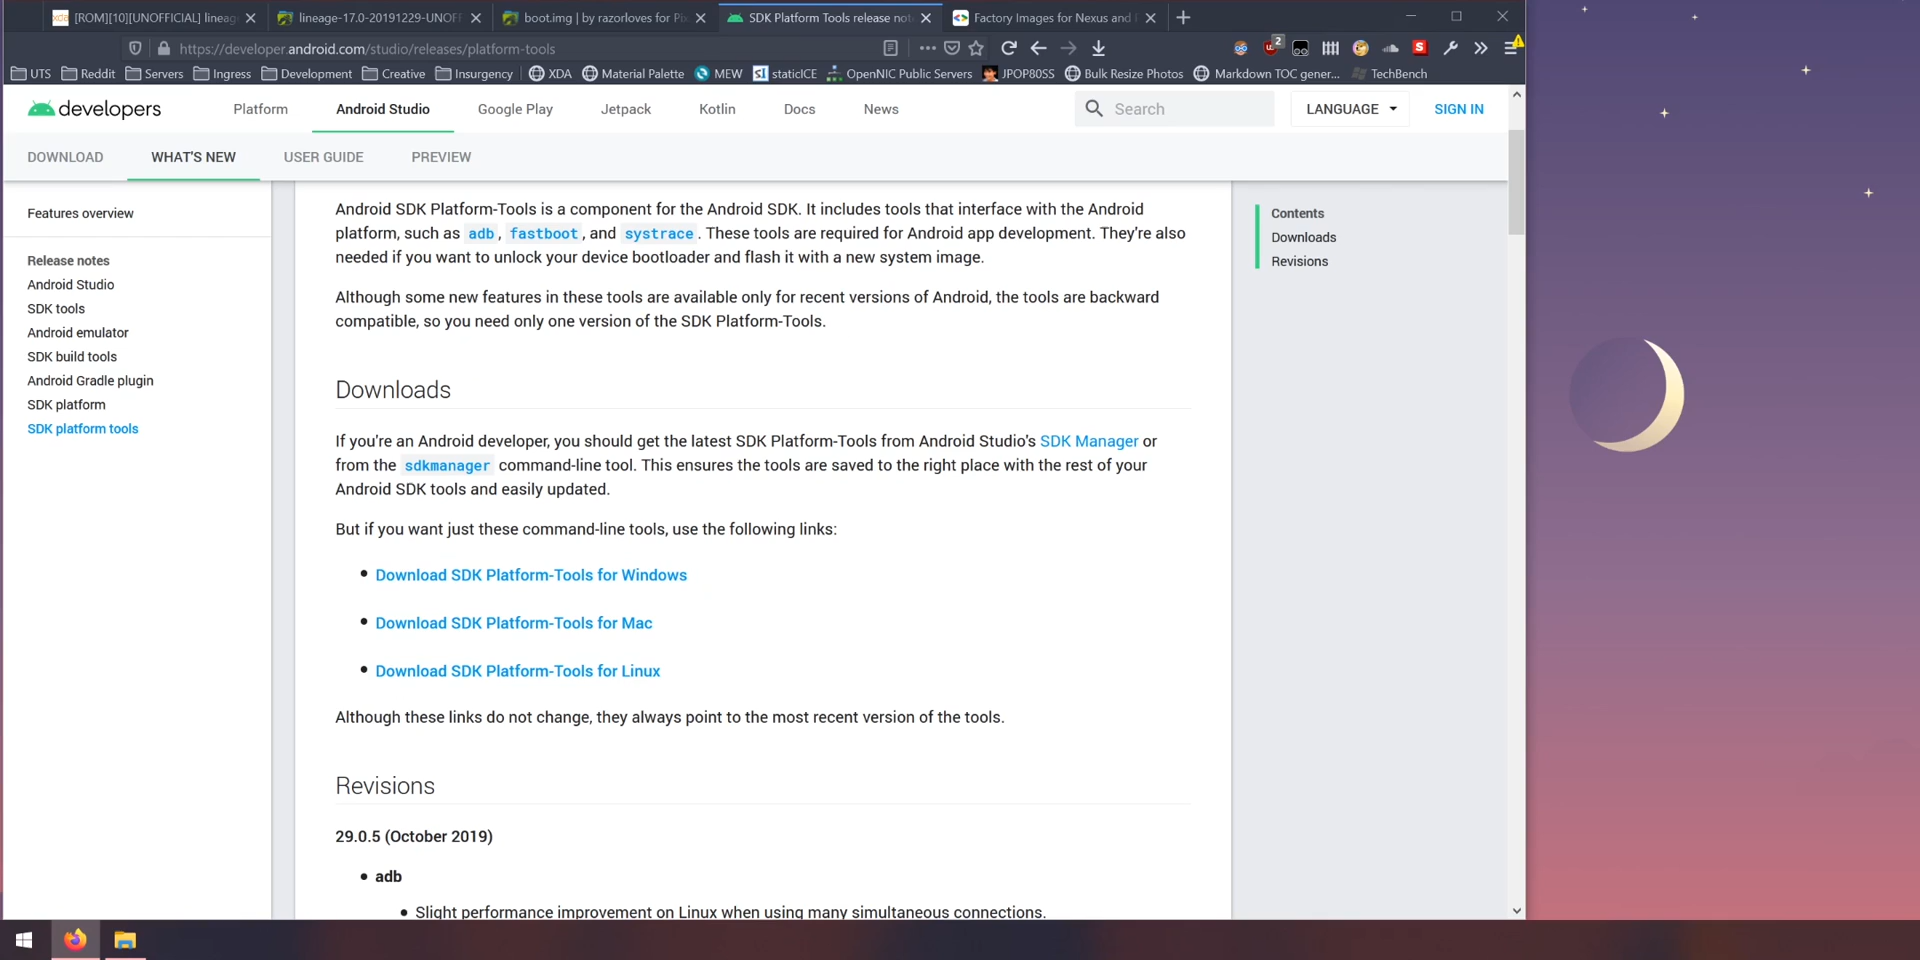 [ROM][10][UNOFFICIAL] lineage
lineage-17.0-20191229-UNOFF
boot.img | by razorloves for Pix
SDK Platform Tools release not
Factory Images for Nexus and P
https://developer.android.com/studio/releases/platform-tools
2
UTS
Reddit
Servers
Ingress
Development
Creative
Insurgency
XDA
Material Palette
MEW
staticICE
OpenNIC Public Servers
JPOP80SS
Bulk Resize Photos
Markdown TOC gener...
TechBench
developers
Platform
Android Studio
Google Play
Jetpack
Kotlin
Docs
News
Search
LANGUAGE
SIGN IN
DOWNLOAD
WHAT'S NEW
USER GUIDE
PREVIEW
Features overview
Release notes
Android Studio
SDK tools
Android emulator
SDK build tools
Android Gradle plugin
SDK platform
SDK platform tools
Android SDK Platform-Tools is a component for the Android SDK. It includes tools that interface with the Android
platform, such as adb, fastboot, and systrace. These tools are required for Android app development. They're also
needed if you want to unlock your device bootloader and flash it with a new system image.
Although some new features in these tools are available only for recent versions of Android, the tools are backward
compatible, so you need only one version of the SDK Platform-Tools.
Downloads
If you're an Android developer, you should get the latest SDK Platform-Tools from Android Studio's SDK Manager or
from the sdkmanager command-line tool. This ensures the tools are saved to the right place with the rest of your
Android SDK tools and easily updated.
But if you want just these command-line tools, use the following links:
• Download SDK Platform-Tools for Windows
• Download SDK Platform-Tools for Mac
• Download SDK Platform-Tools for Linux
Although these links do not change, they always point to the most recent version of the tools.
Revisions
29.0.5 (October 2019)
• adb
• Slight performance improvement on Linux when using many simultaneous connections.
Contents
Downloads
Revisions